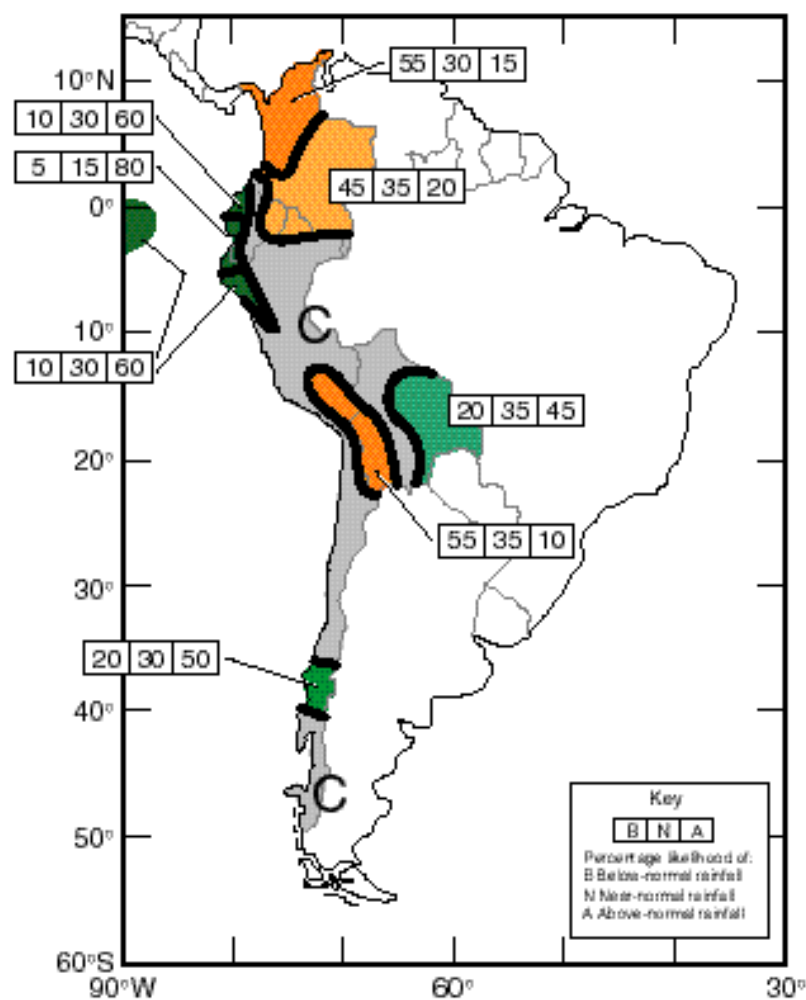 55 30 15
10°N
10 30 60
5 15 80
45 35 20
0°
C
10°
10 30 60
20 35 45
20°
55 35 10
30°
20 30 50
40°
C
Key
B N A
50°
Percentage likelihood of:
B Below-normal rainfall
N Near-normal rainfall
A Above-normal rainfall
60°S
90°W 60° 30°